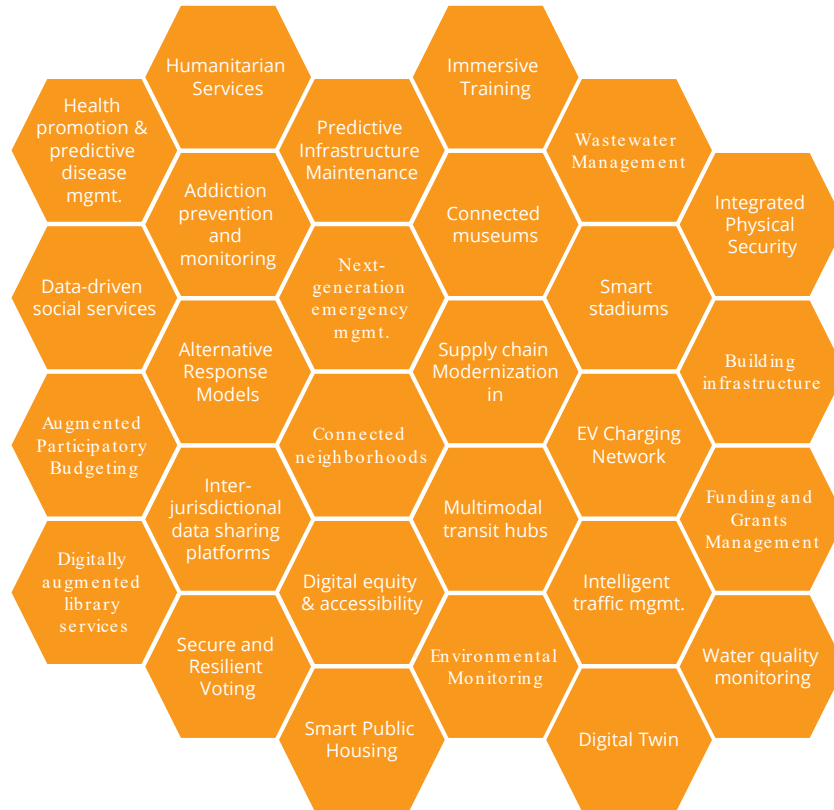 Humanitarian
Services
Immersive
Training
Health
promotion &
predictive
disease
mgmt.
Predictive
Infrastructure
Maintenance
Wastewater
Management
Addiction
prevention
and
monitoring
Connected
museums
Integrated
Physical
Security
Data-driven
social services
Next-
generation
emergency
mgmt.
Smart
stadiums
Alternative
Response
Models
Supply chain
Modernization
in
Building
infrastructure
Augmented
Participatory
Budgeting
Connected
neighborhoods
EV Charging
Network
Inter-
jurisdictional
data sharing
platforms
Multimodal
transit hubs
Funding and
Grants
Management
Digitally
augmented
library
services
Digital equity
& accessibility
Intelligent
traffic mgmt.
Secure and
Resilient
Voting
Environmental
Monitoring
Water quality
monitoring
Smart Public
Housing
Digital Twin